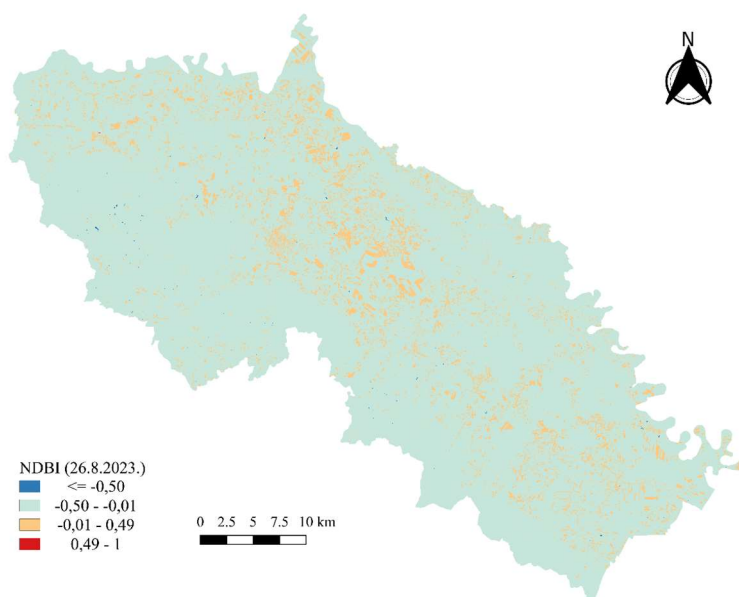 N
NDBI (26.8.2023.)
<= -0,50
-0,50 - -0,01
-0,01 - 0,49
0,49 - 1
0 2.5 5 7.5 10 km